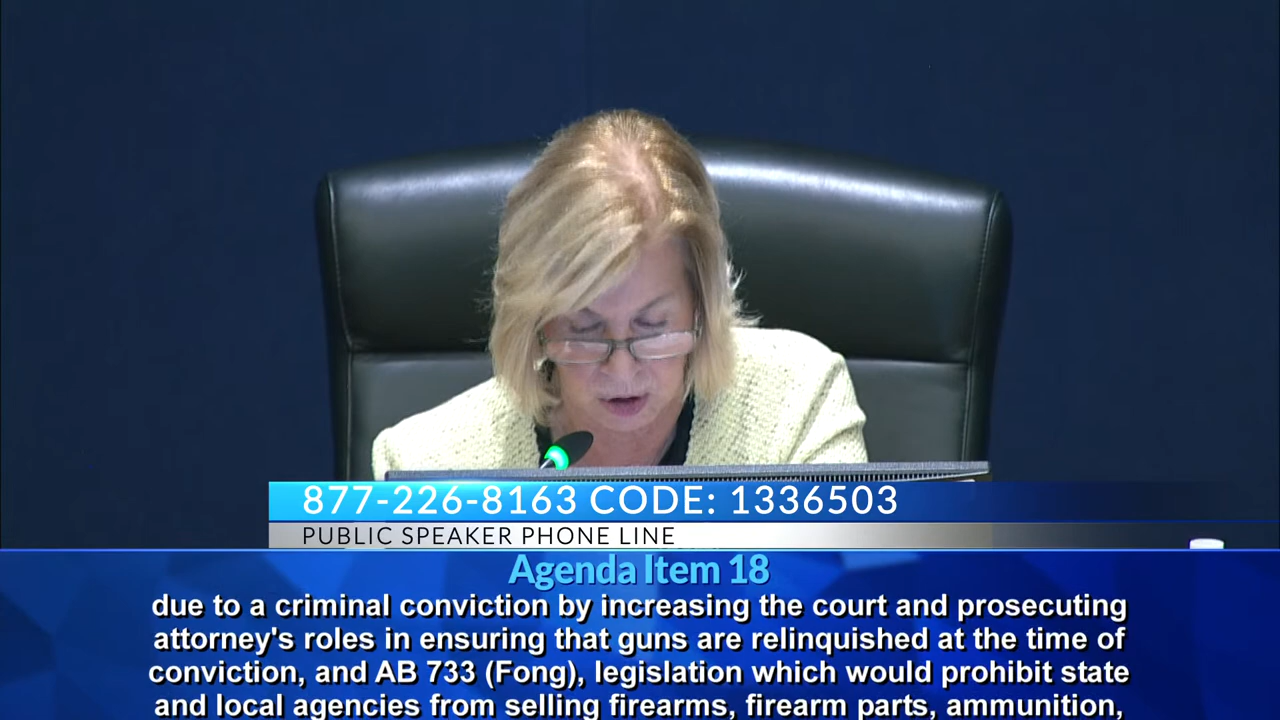 877-226-8163 CODE: 1336503
PUBLIC SPEAKER PHONE LINE
Agenda Item 18
due to a criminal conviction by increasing the court and prosecuting
attorney's roles in ensuring that guns are relinquished at the time of
conviction, and AB 733 (Fong), legislation which would prohibit state
and local agencies from selling firearms, firearm parts, ammunition,